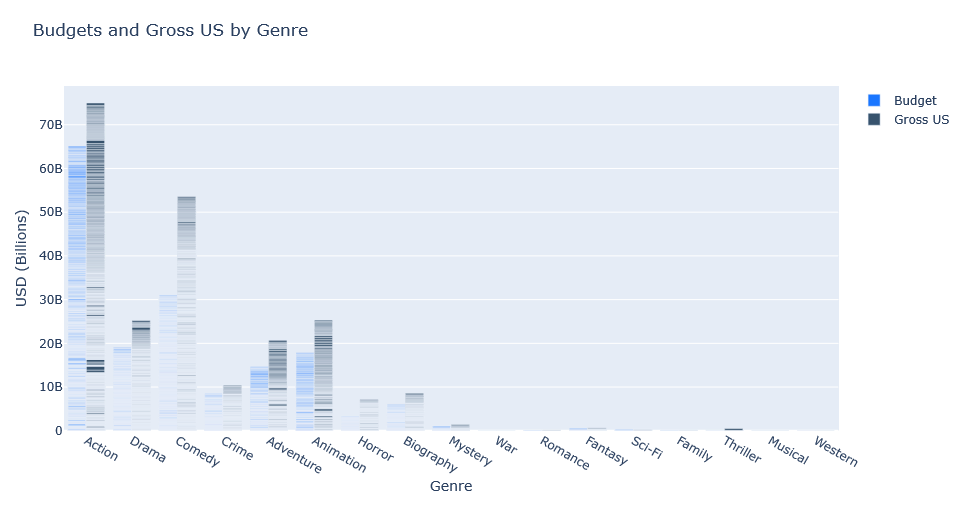 Budgets and Gross US by Genre
Budget
Gross US
USD (Billions)
70B
60B
50B
40B
30B
20B
10B
0
Action
Drama
Comedy
Crime
Adventure
Animation
Horror
Biography
Mystery
War
Romance
Fantasy
Sci-Fi
Family
Thriller
Musical
Western
Genre